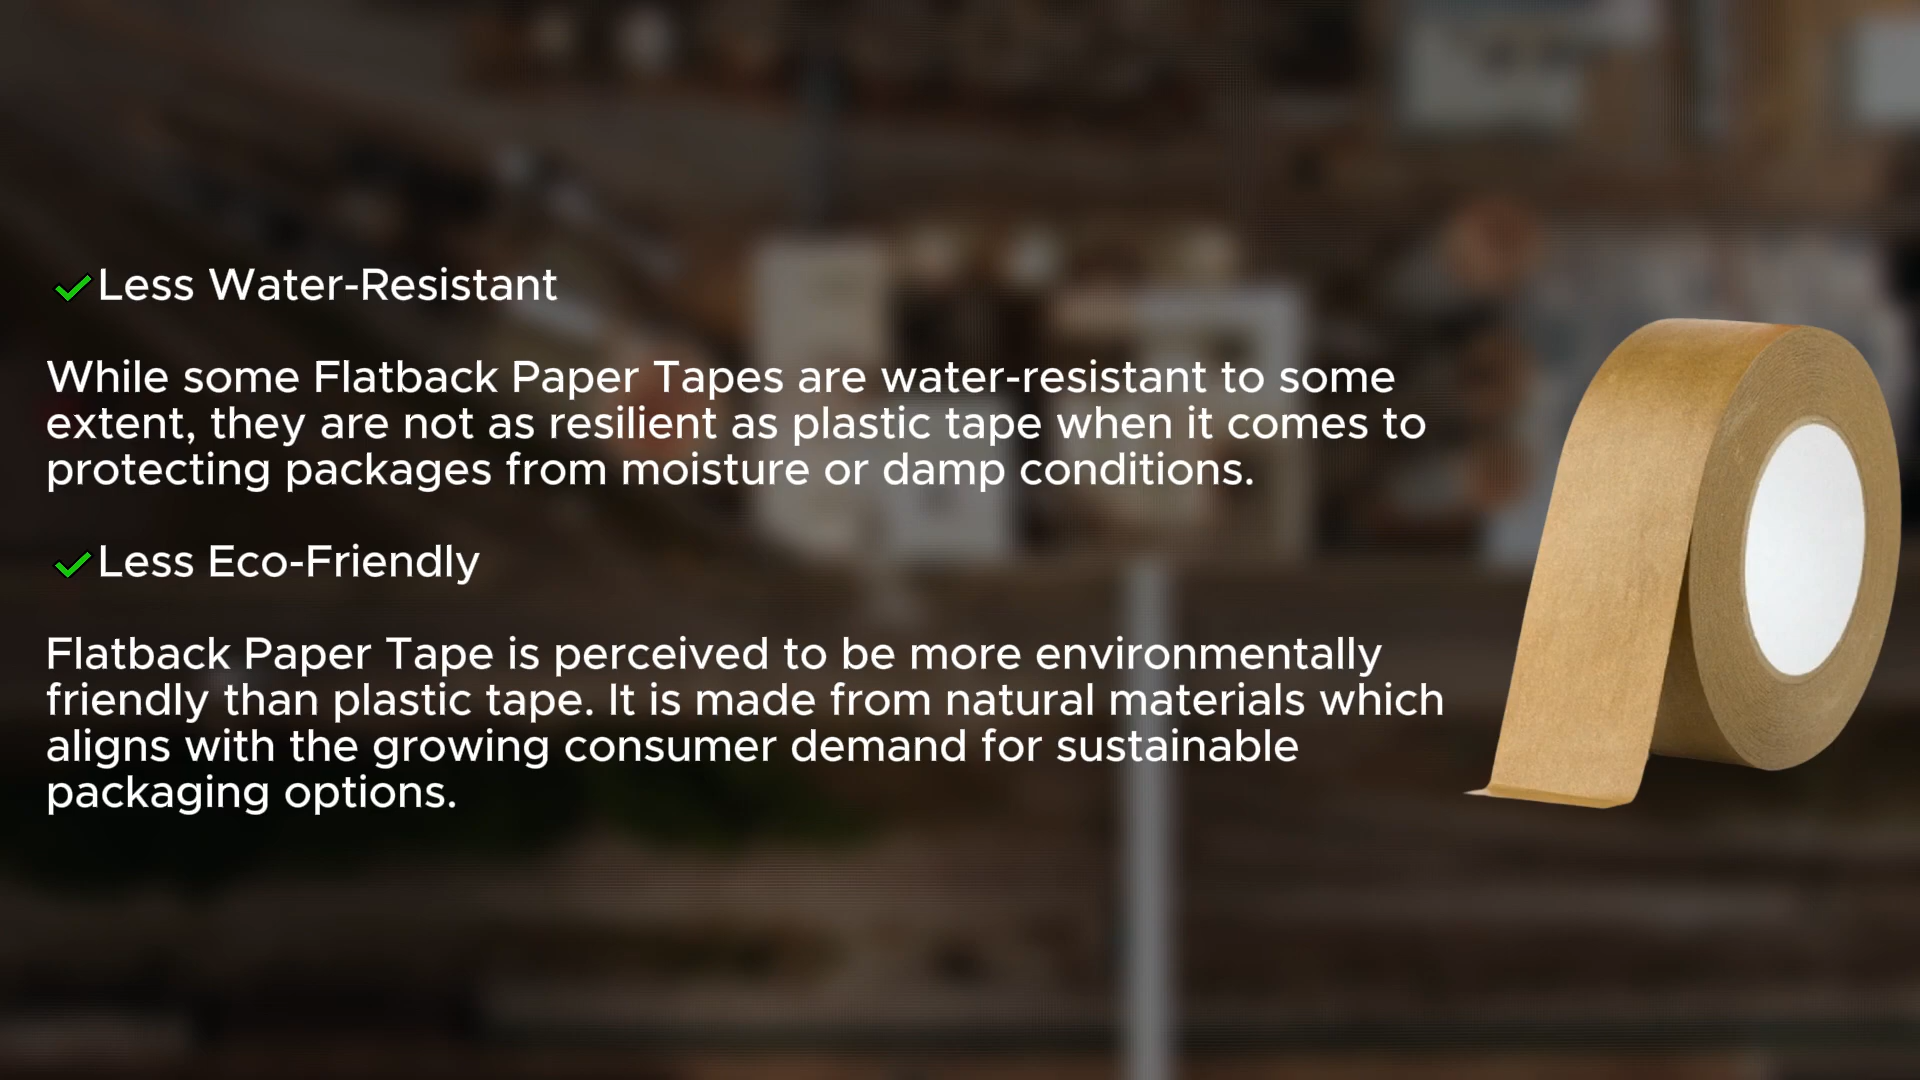 Less Water-Resistant
While some Flatback Paper Tapes are water-resistant to some
extent, they are not as resilient as plastic tape when it comes to
protecting packages from moisture or damp conditions.
Less Eco-Friendly
Flatback Paper Tape is perceived to be more environmentally
friendly than plastic tape. It is made from natural materials which
aligns with the growing consumer demand for sustainable
packaging options.